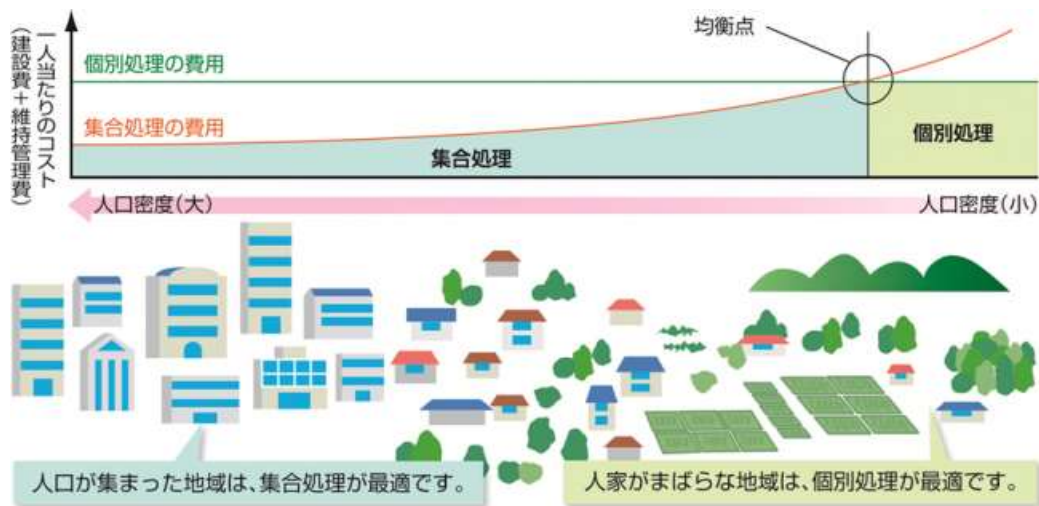 一人当たりのコスト
（建設費＋維持管理費）
均衡点
個別処理の費用
集合処理の費用
集合処理
個別処理
人口密度（大）
人口密度（小）
人口が集まった地域は、集合処理が最適です。
人家がまばらな地域は、個別処理が最適です。